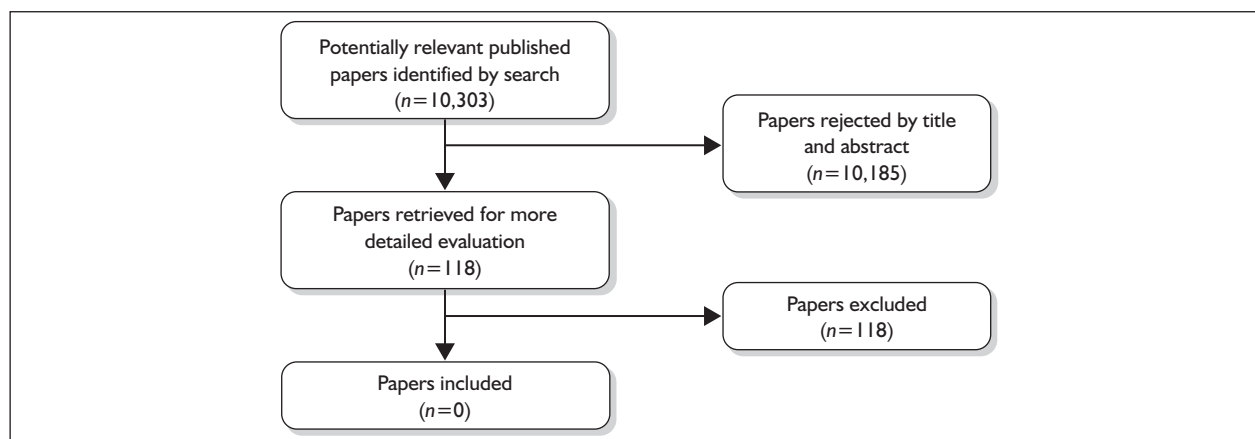 Potentially relevant published
papers identified by search
(n=10,303)
Papers rejected by title
and abstract
(n=10,185)
Papers retrieved for more
detailed evaluation
(n=118)
Papers excluded
(n=118)
Papers included
(n=0)